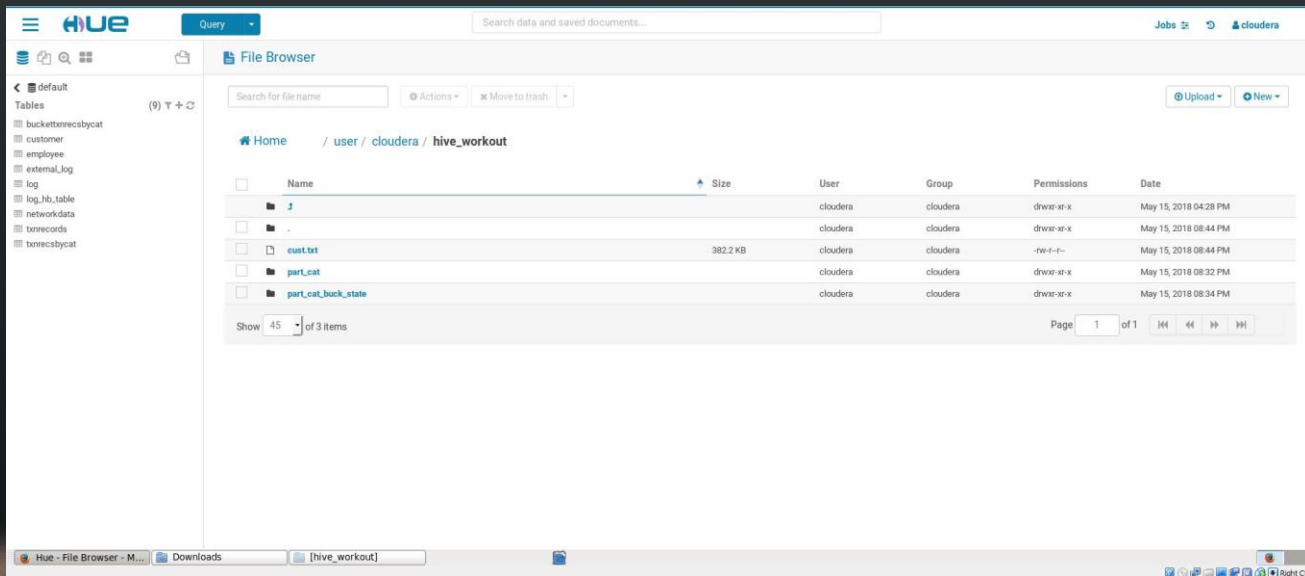 HUE Query Search data and saved documents... Jobs cloudera
File Browser
default
Tables (9)
buckettxnrecsbycat
customer
employee
external_log
log
log_hb_table
networkdata
txnrecords
txnrecsbycat
Search for file name Actions Move to trash Upload New
Home / user / cloudera / hive_workout
Name Size User Group Permissions Date
cloudera cloudera drwxr-xr-x May 15, 2018 04:28 PM
. cloudera cloudera drwxr-xr-x May 15, 2018 08:44 PM
cust.txt 382.2 KB cloudera cloudera -rw-r--r-- May 15, 2018 08:44 PM
part_cat cloudera cloudera drwxr-xr-x May 15, 2018 08:32 PM
part_cat_buck_state cloudera cloudera drwxr-xr-x May 15, 2018 08:34 PM
Show 45 of 3 items Page 1 of 1
Hue - File Browser - M... Downloads [hive_workout]
Right C